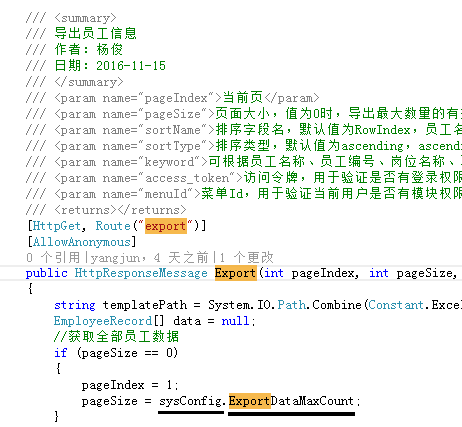 /// <summary>
/// 导出员工信息
/// 作者：杨俊
/// 日期：2016-11-15
/// </summary>
/// <param name="pageIndex">当前页</param>
/// <param name="pageSize">页面大小，值为0时，导出最大数量的有
/// <param name="sortName">排序字段名，默认值为RowIndex，员工名
/// <param name="sortType">排序类型，默认值为ascending，ascendi
/// <param name="keyword">可根据员工名称、员工编号、岗位名称、
/// <param name="access_token">访问令牌，用于验证是否有登录权限
/// <param name="menuId">菜单Id，用于验证当前用户是否有模块权限
/// <returns></returns>
[HttpGet, Route("export")]
[AllowAnonymous]
0 个引用|yangjun，4 天之前|1 个更改
public HttpResponseMessage Export(int pageIndex, int pageSize,
{
string templatePath = System.IO.Path.Combine(Constant.Excel
EmployeeRecord[] data = null;
//获取全部员工数据
if (pageSize == 0)
{
pageIndex = 1;
pageSize = sysConfig.ExportDataMaxCount;
}